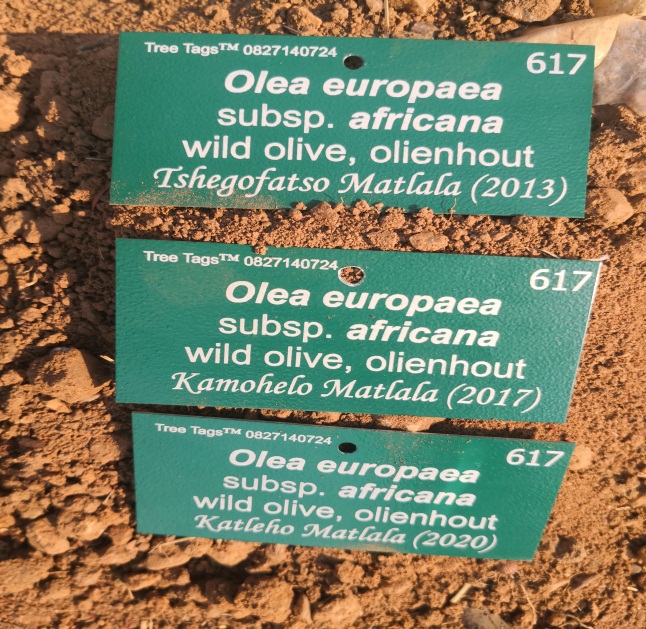 Tree Tags™ 0827140724
617
Olea europaea
subsp. africana
wild olive, olienhout
Tshegofatso Matlala (2013)
Tree Tags™ 0827140724
617
Olea europaea
subsp. africana
wild olive, olienhout
Kamohelo Matlala (2017)
Tree Tags™ 0827140724
617
Olea europaea
subsp. africana
wild olive, olienhout
Katleho Matlala (2020)